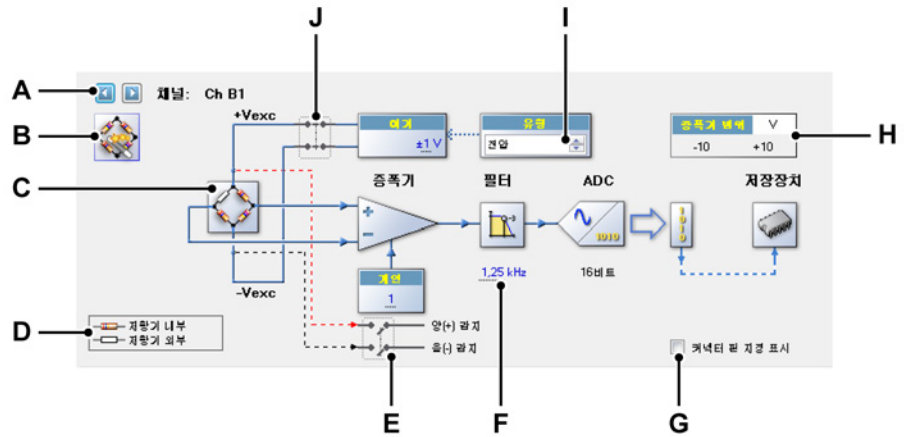 J
I
A
채널: Ch B1
+Vexc
여기
±1 V
유형
전압
증폭기 범위
V
-10
+10
H
B
C
증폭기
필터
ADC
저장장치
+
-
-3
1010
1010
1,25 kHz
16비트
게인
1
-Vexc
D
저항기 내부
저항기 외부
양(+) 감지
음(-) 감지
커넥터 핀 지정 표시
E
F
G